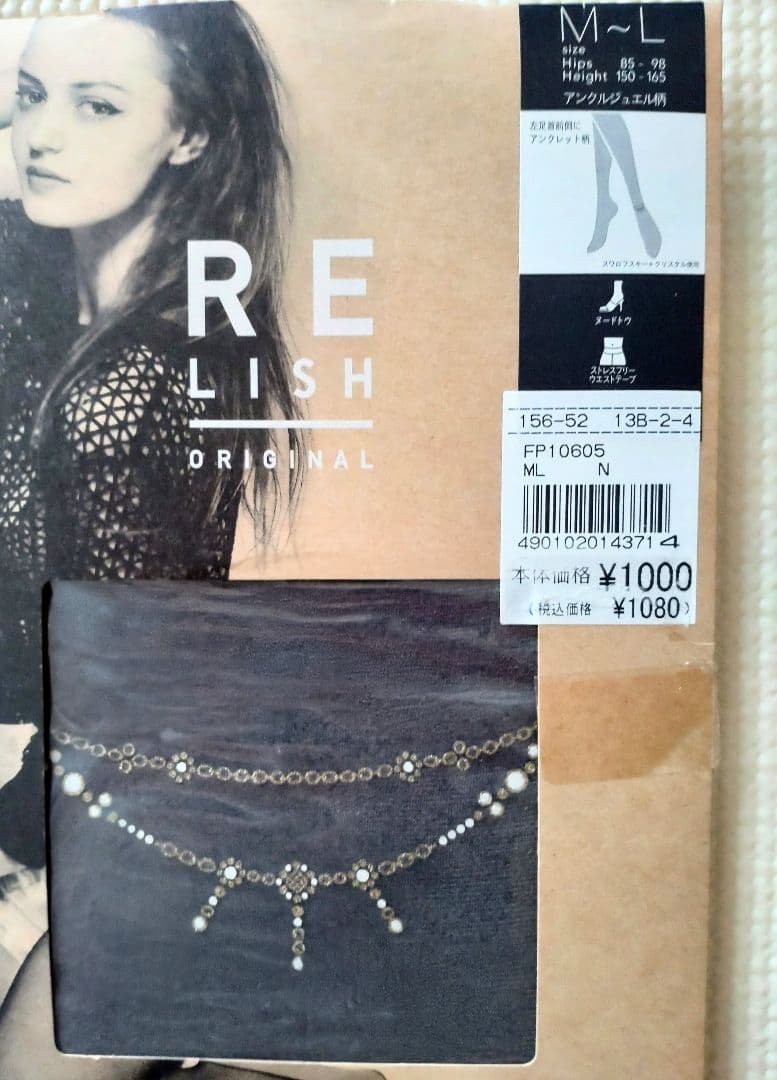 M~L
size
Hips 85-98
Height 150-165
アンクルジュエル柄
左足首前側に
アンクレット柄
スワロフスキー・クリスタル使用
ヌードトウ
ストレスフリー
ウエストテープ
RE
LISH
ORIGINAL
156-52 13B-2-4
FP10605
ML N
4901020143714
本体価格 ¥1000
(税込価格 ¥1080)